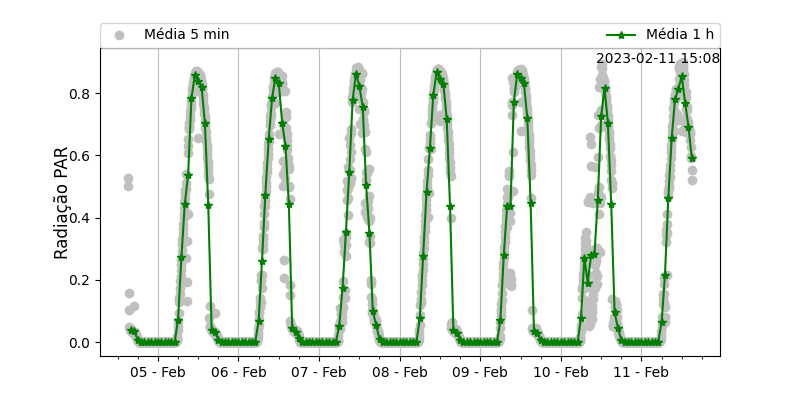 Média 5 min
Média 1 h
2023-02-11 15:08
Radiação PAR
0.8
0.6
0.4
0.2
0.0
05 - Feb
06 - Feb
07 - Feb
08 - Feb
09 - Feb
10 - Feb
11 - Feb